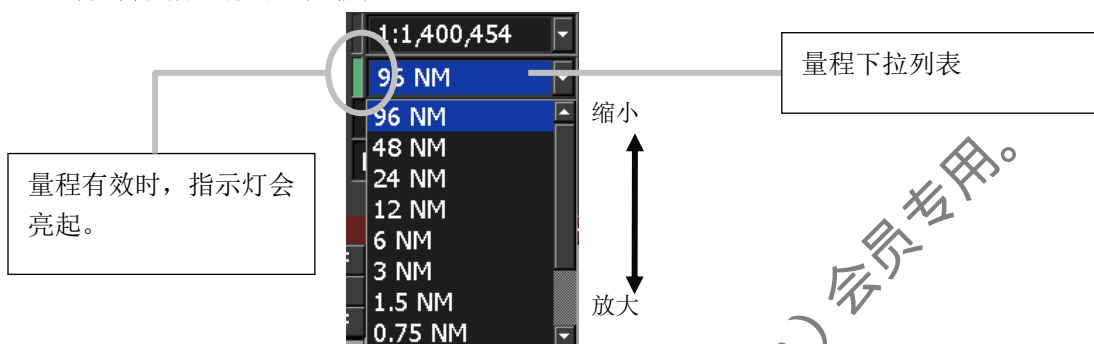 1:1,400,454
96 NM
量程下拉列表
96 NM
48 NM
24 NM
12 NM
6 NM
3 NM
1.5 NM
0.75 NM
缩小
放大
量程有效时，指示灯会
亮起。
）会员专用。